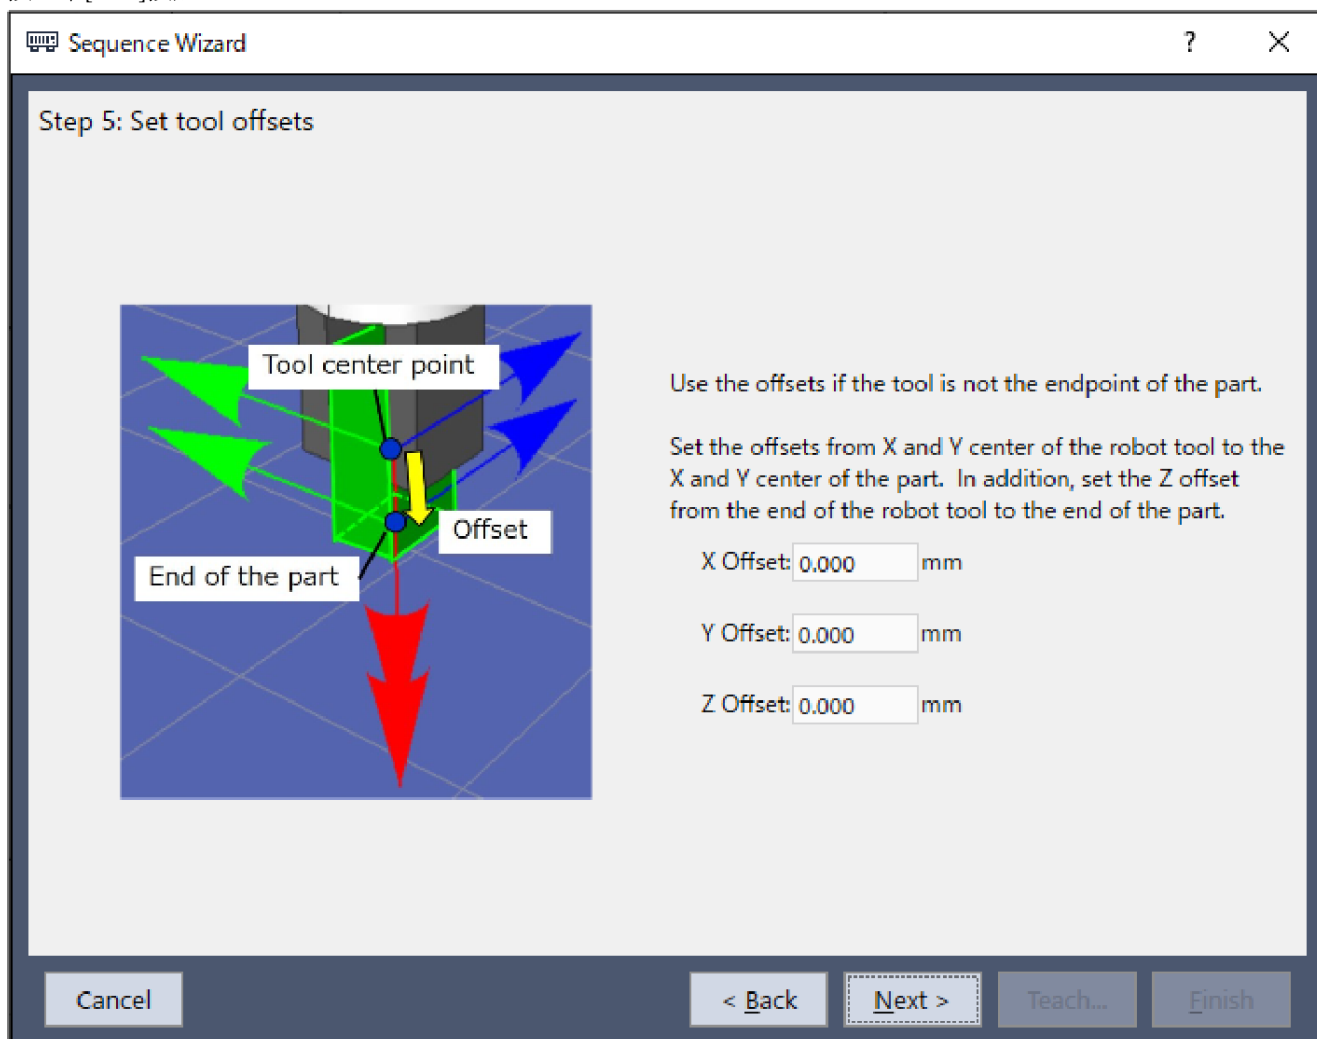 Sequence Wizard
?
Step 5: Set tool offsets
Tool center point
Offset
End of the part
Use the offsets if the tool is not the endpoint of the part.
Set the offsets from X and Y center of the robot tool to the
X and Y center of the part. In addition, set the Z offset
from the end of the robot tool to the end of the part.
X Offset: 0.000 mm
Y Offset: 0.000 mm
Z Offset: 0.000 mm
Cancel
< Back
Next >
Teach...
Finish